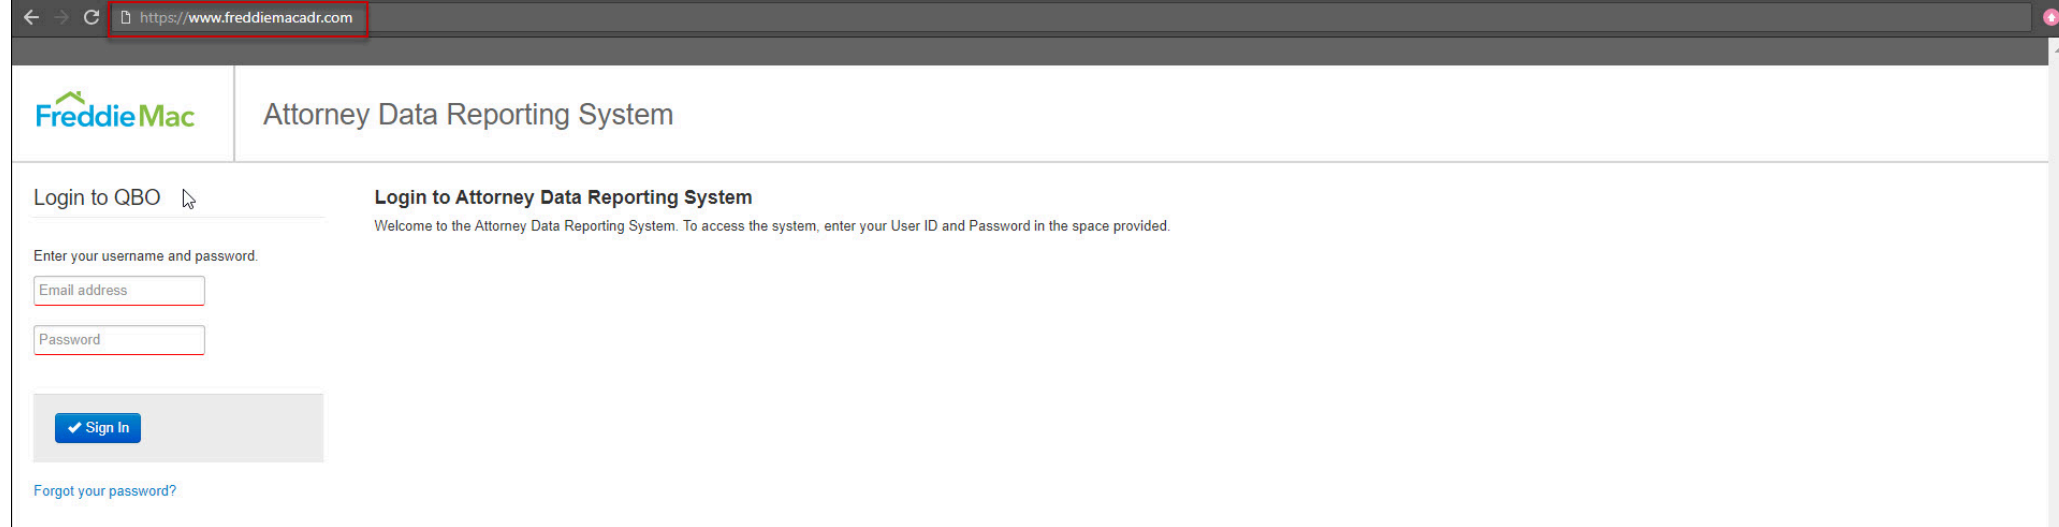 https://www.freddiemacadr.com
Freddie Mac
Attorney Data Reporting System
Login to QBO
Enter your username and password.
Email address
Password
Sign In
Forgot your password?
Login to Attorney Data Reporting System
Welcome to the Attorney Data Reporting System. To access the system, enter your User ID and Password in the space provided.